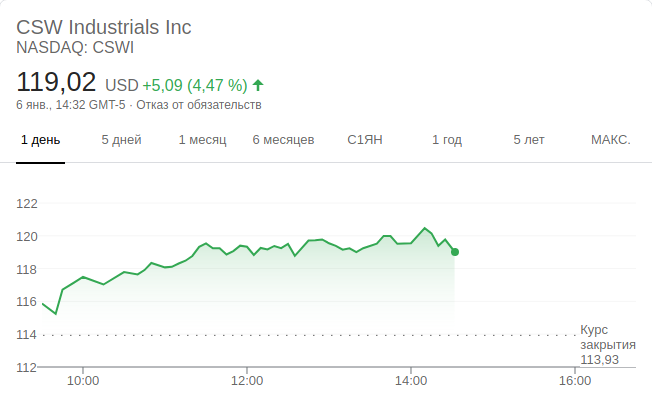 CSW Industrials Inc
NASDAQ: CSWI
119,02 USD +5,09 (4,47 %)
6 янв., 14:32 GMT-5 · Отказ от обязательств
1 день 5 дней 1 месяц 6 месяцев С1ЯН 1 год 5 лет МАКС.
122
120
118
116
114
112
Курс
закрытия
113,93
10:00 12:00 14:00 16:00